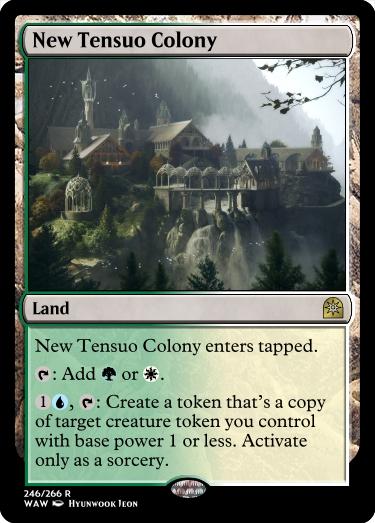 New Tensuo Colony
Land
New Tensuo Colony enters tapped.
: Add or .
1 , : Create a token that's a copy
of target creature token you control
with base power 1 or less. Activate
only as a sorcery.
246/266 R
WAW Hyunwook Jeon